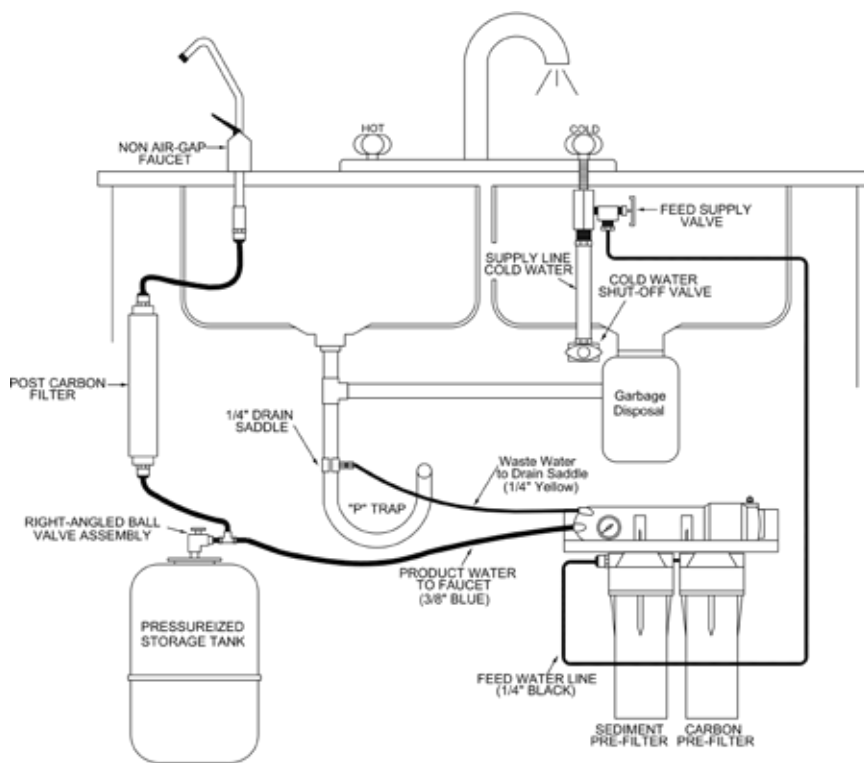 HOT
COLD
NON AIR-GAP
FAUCET
FEED SUPPLY
VALVE
SUPPLY LINE
COLD WATER
COLD WATER
SHUT-OFF VALVE
POST CARBON
FILTER
Garbage
Disposal
1/4" DRAIN
SADDLE
Waste Water
to Drain Saddle
(1/4" Yellow)
"P" TRAP
RIGHT-ANGLED BALL
VALVE ASSEMBLY
PRODUCT WATER
TO FAUCET
(3/8" BLUE)
PRESSUREIZED
STORAGE TANK
FEED WATER LINE
(1/4" BLACK)
SEDIMENT
PRE-FILTER
CARBON
PRE-FILTER